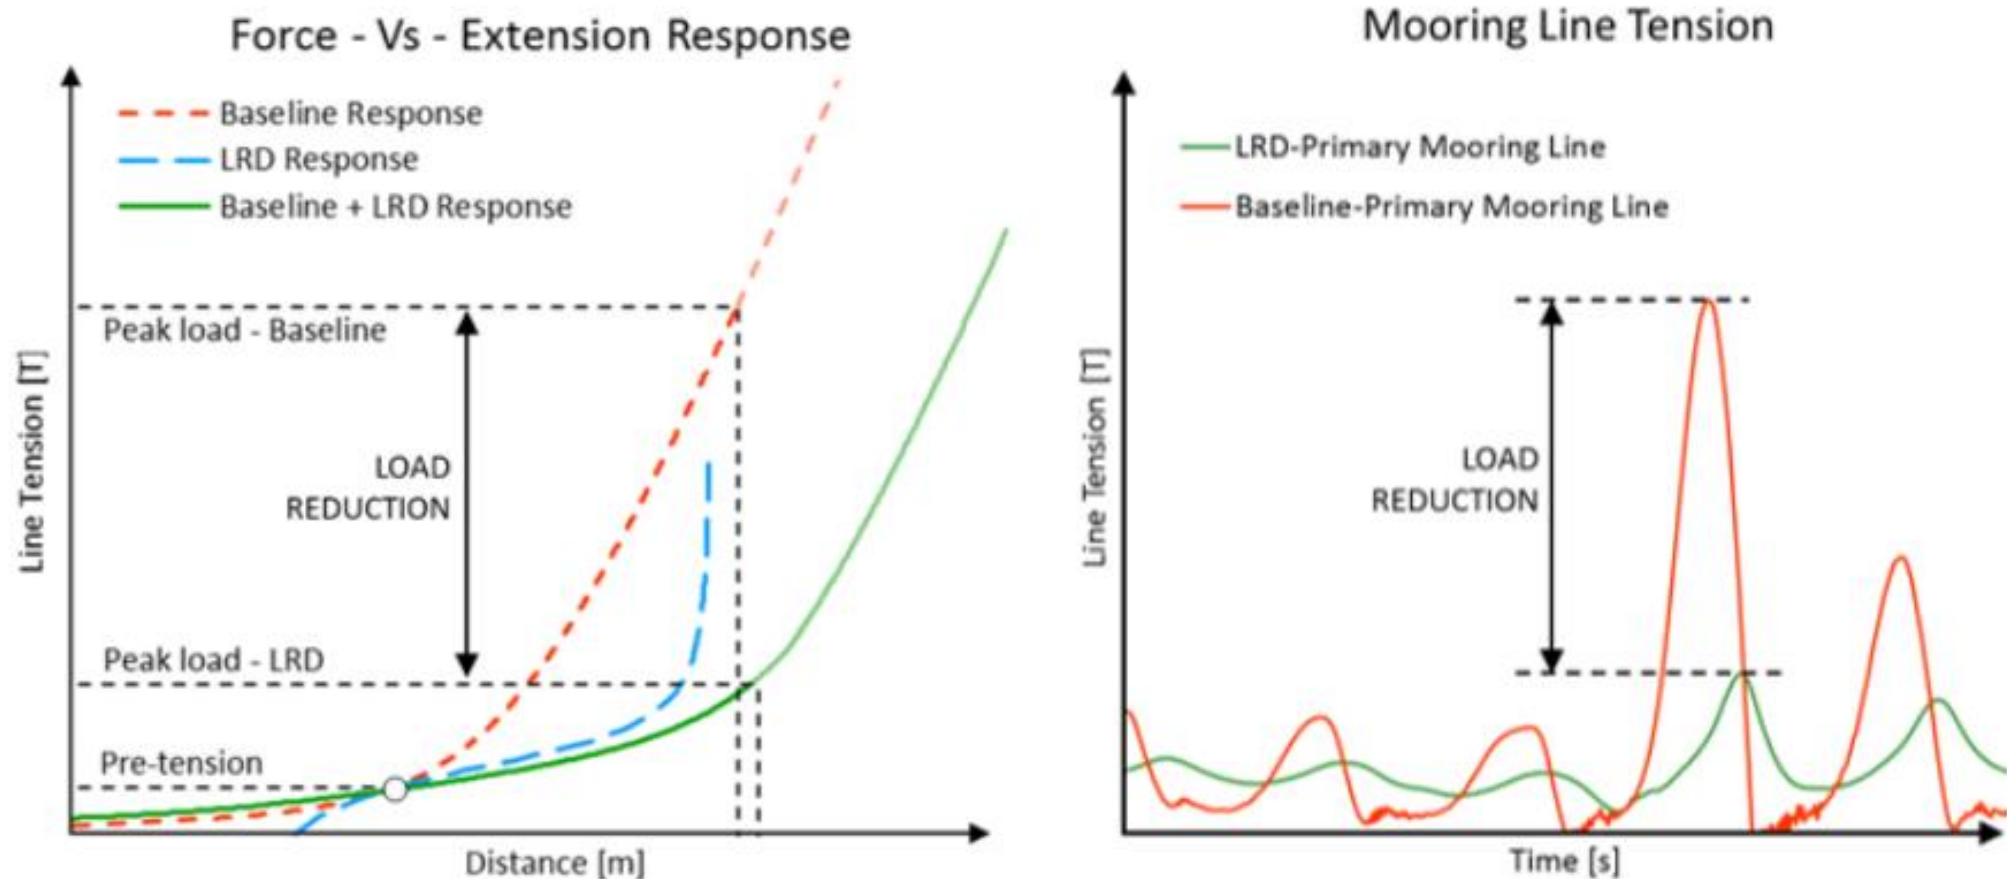 Force - Vs - Extension Response
Baseline Response
LRD Response
Baseline + LRD Response
Peak load - Baseline
LOAD
REDUCTION
Peak load - LRD
Pre-tension
Line Tension [T]
Distance [m]
Mooring Line Tension
LRD-Primary Mooring Line
Baseline-Primary Mooring Line
LOAD
REDUCTION
Line Tension [T]
Time [s]